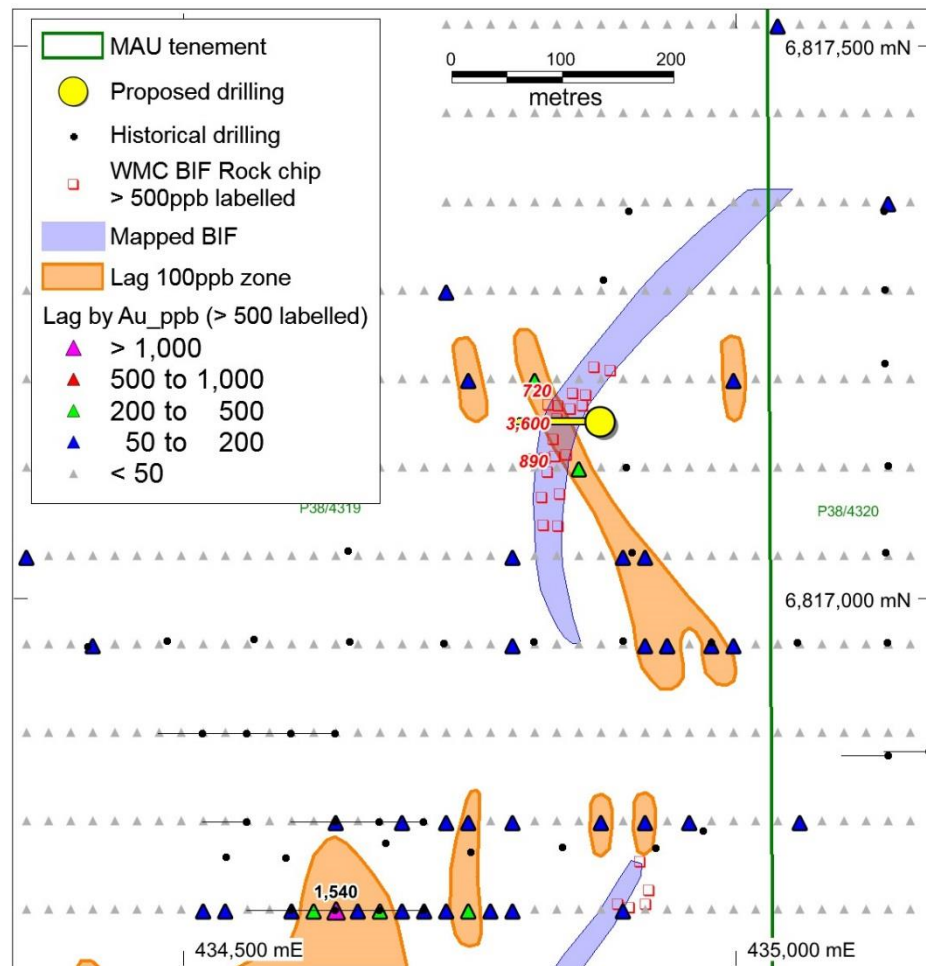 MAU tenement
Proposed drilling
Historical drilling
WMC BIF Rock chip
> 500ppb labelled
Mapped BIF
Lag 100ppb zone
Lag by Au_ppb (> 500 labelled)
> 1,000
500 to 1,000
200 to 500
50 to 200
< 50
0 100 200
metres
6,817,500 mN
720
3,600
890
P38/4319
P38/4320
6,817,000 mN
1,540
434,500 mE
435,000 mE